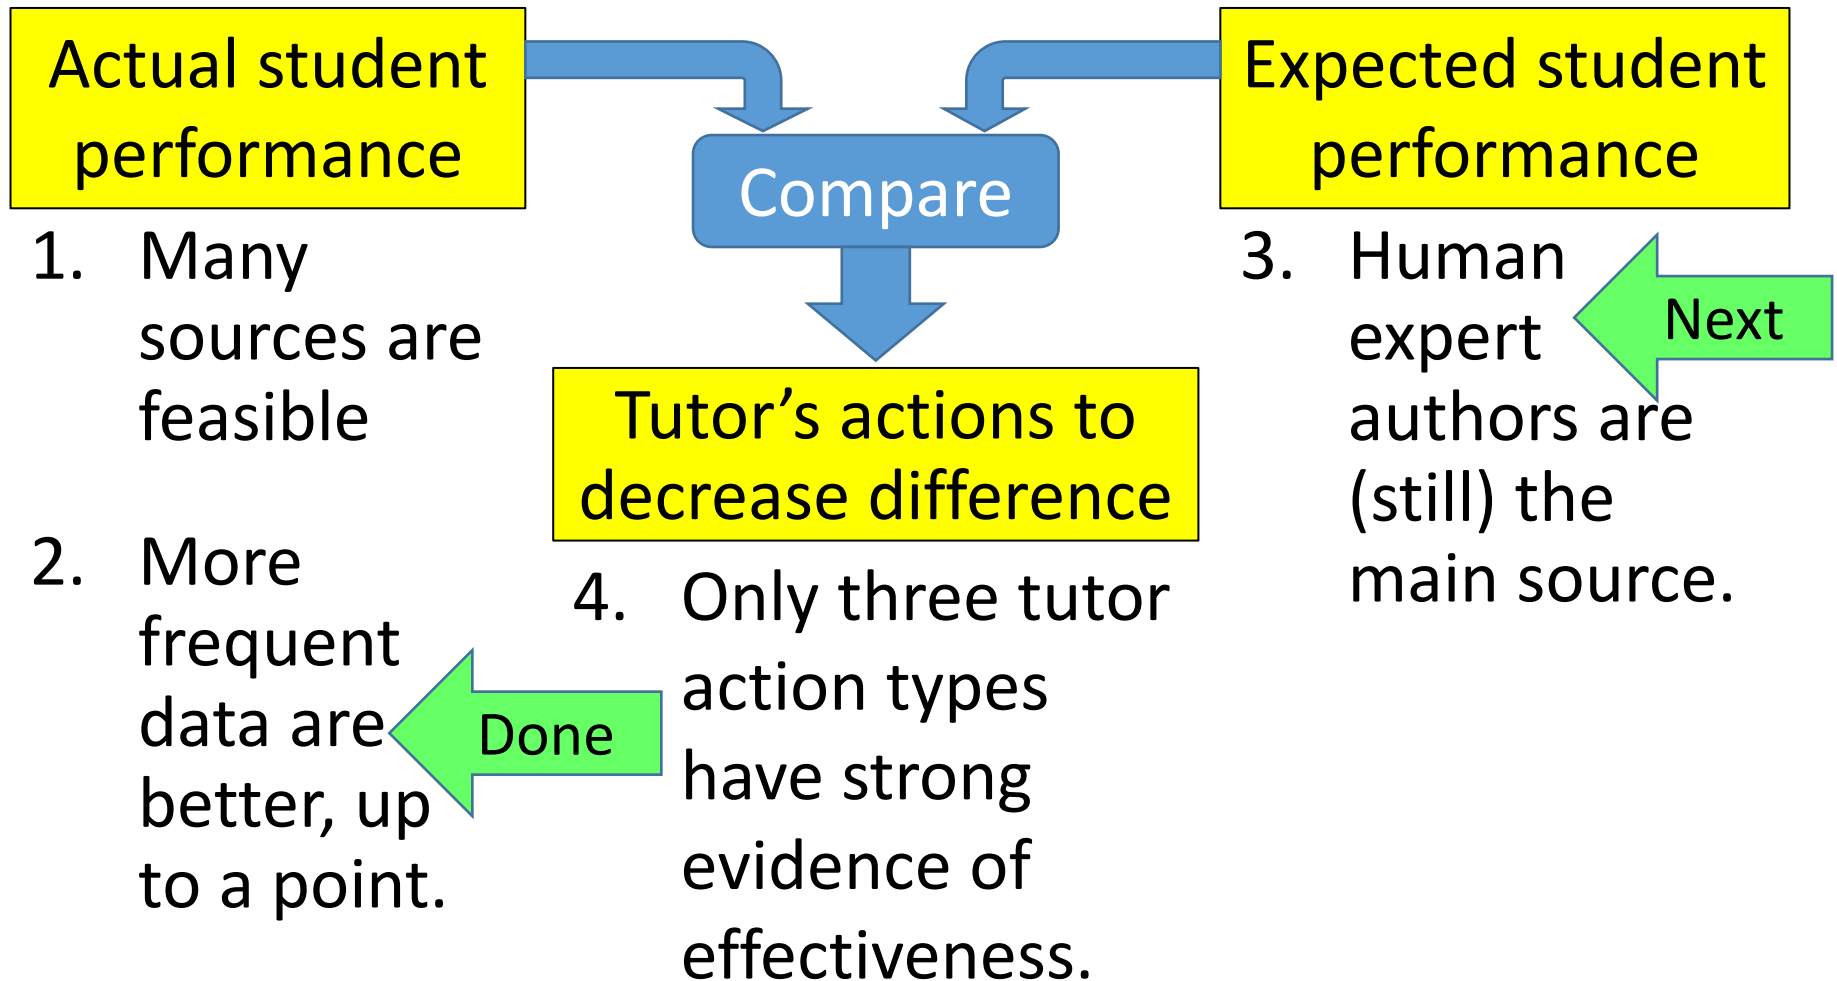 Actual student
performance
Compare
Expected student
performance
1. Many
sources are
feasible
2. More
frequent
data are
better, up
to a point.
Done
Tutor’s actions to
decrease difference
4. Only three tutor
action types
have strong
evidence of
effectiveness.
3. Human
expert
authors are
(still) the
main source.
Next